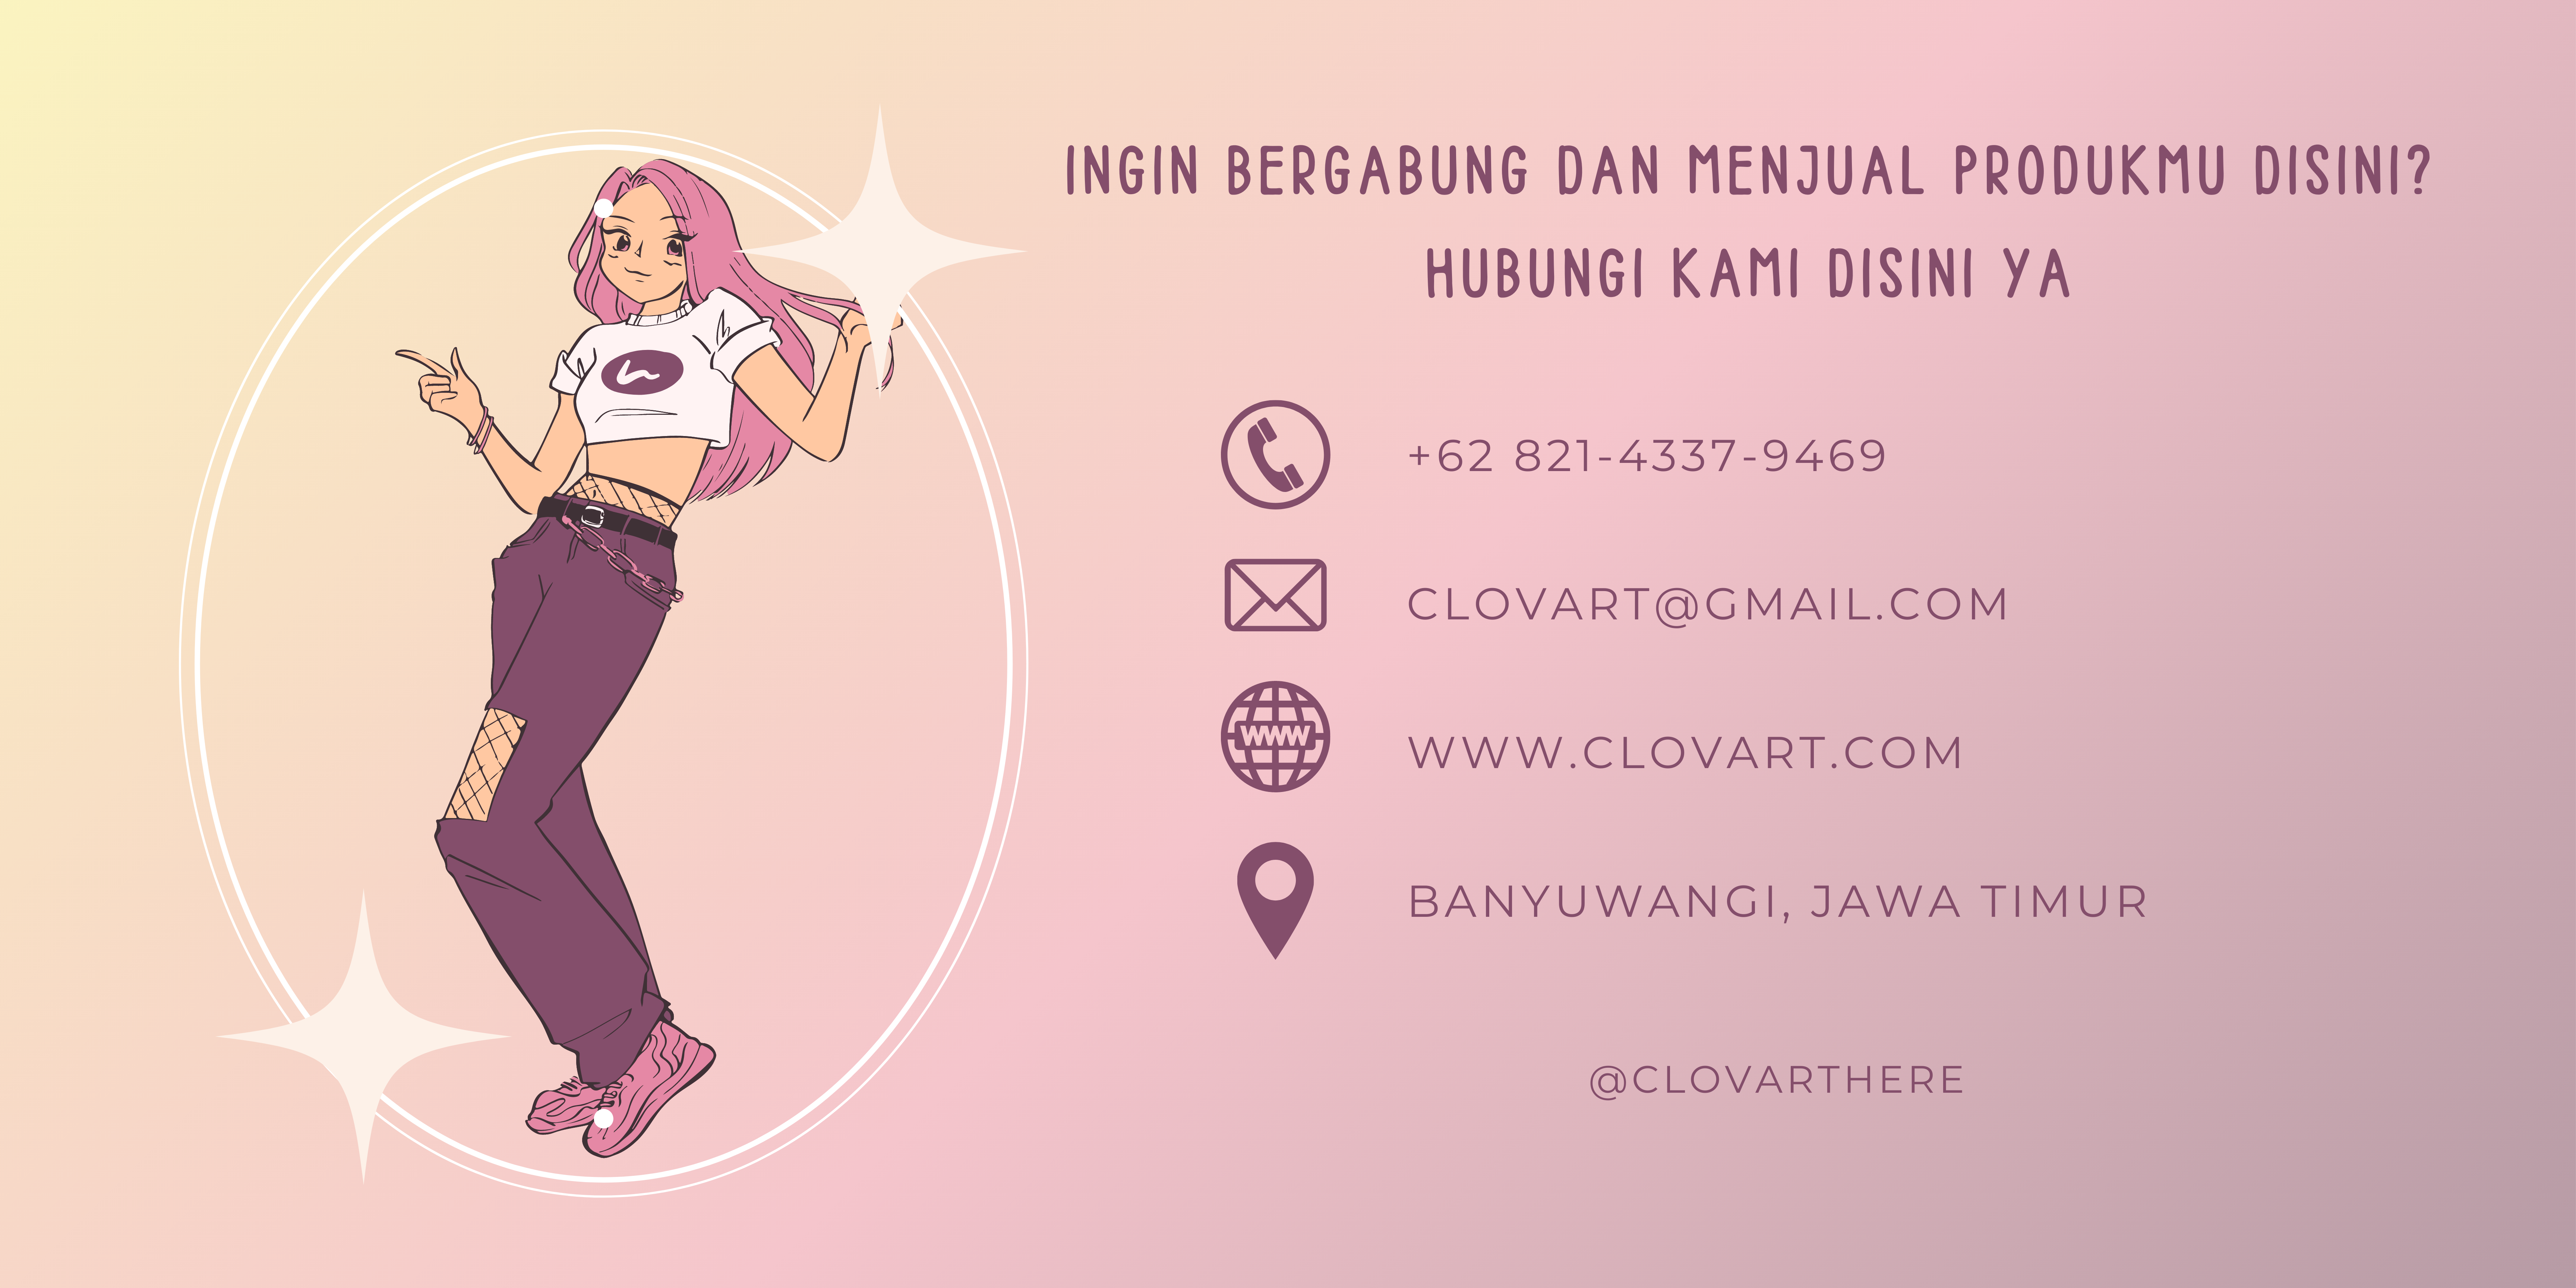 INGIN BERGABUNG DAN MENJUAL PRODUKMU DISINI?
HUBUNGI KAMI DISINI YA
+62 821-4337-9469
CLOVART@GMAIL.COM
WWW
WWW.CLOVART.COM
BANYUWANGI, JAWA TIMUR
@CLOVARTHERE